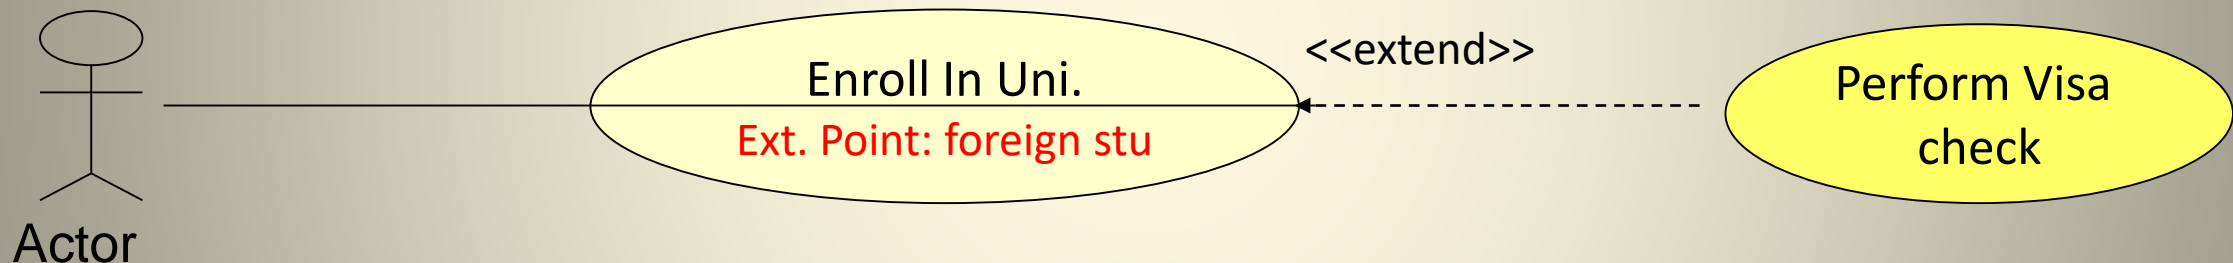 Enroll In Uni.
Ext. Point: foreign stu
<<extend>>
Perform Visa
check
Actor